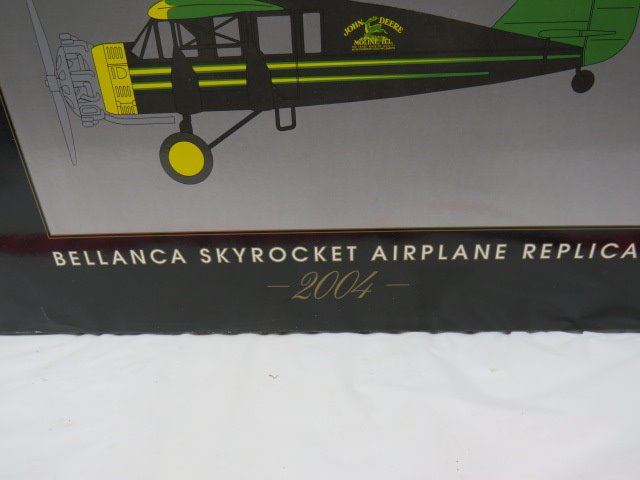 JOHN DEERE
MOLINE, ILL.
BELLANCA SKYROCKET AIRPLANE REPLICA
- 2004 -